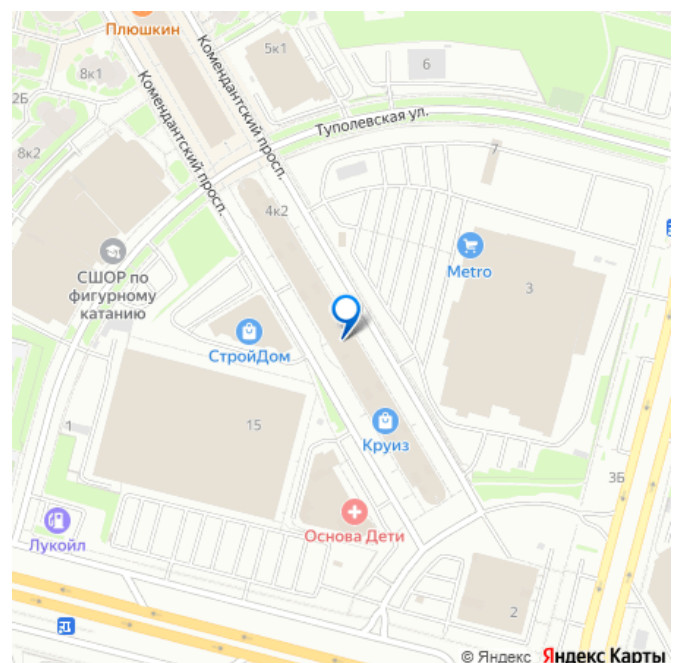 Плюшкин
5к1
6
8к1
2Б
Комендантский просп.
Комендантский просп.
Туполевская ул.
8к2
7
4к2
СШОР по
фигурному
катанию
Metro
3
СтройДом
15
1
Круиз
3Б
Основа Дети
Лукойл
2
© Яндекс Яндекс Карты